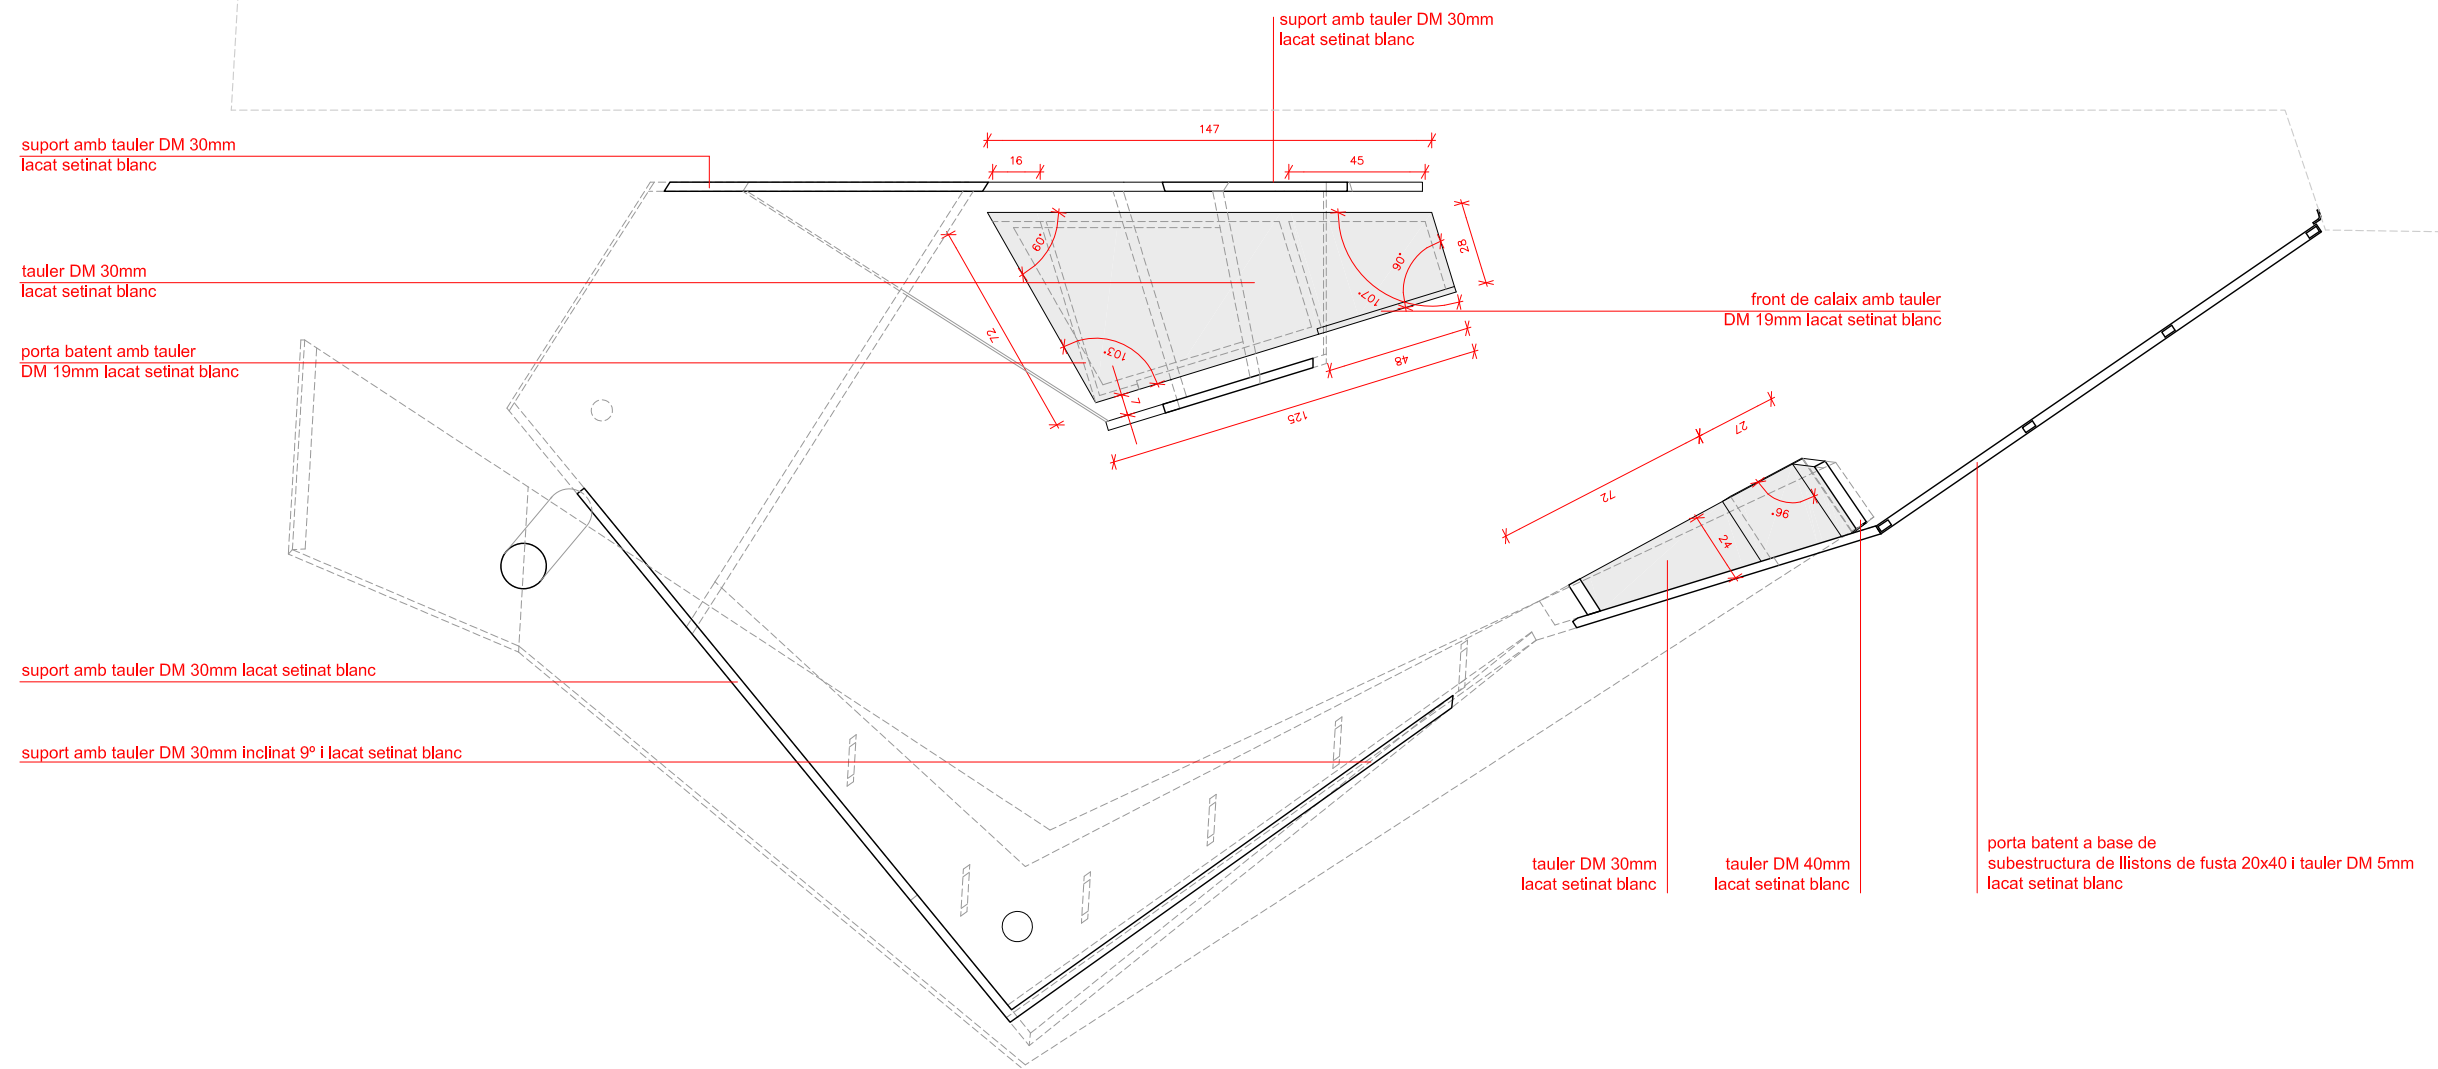 suport amb tauler DM 30mm
lacat setinat blanc
suport amb tauler DM 30mm
lacat setinat blanc
147
16
45
tauler DM 30mm
lacat setinat blanc
60°
90°
107°
28
72
front de calaix amb tauler
DM 19mm lacat setinat blanc
porta batent amb tauler
DM 19mm lacat setinat blanc
103°
48
7
125
27
72
96°
24
suport amb tauler DM 30mm lacat setinat blanc
suport amb tauler DM 30mm inclinat 9º i lacat setinat blanc
tauler DM 30mm
lacat setinat blanc
tauler DM 40mm
lacat setinat blanc
porta batent a base de
subestructura de llistons de fusta 20x40 i tauler DM 5mm
lacat setinat blanc